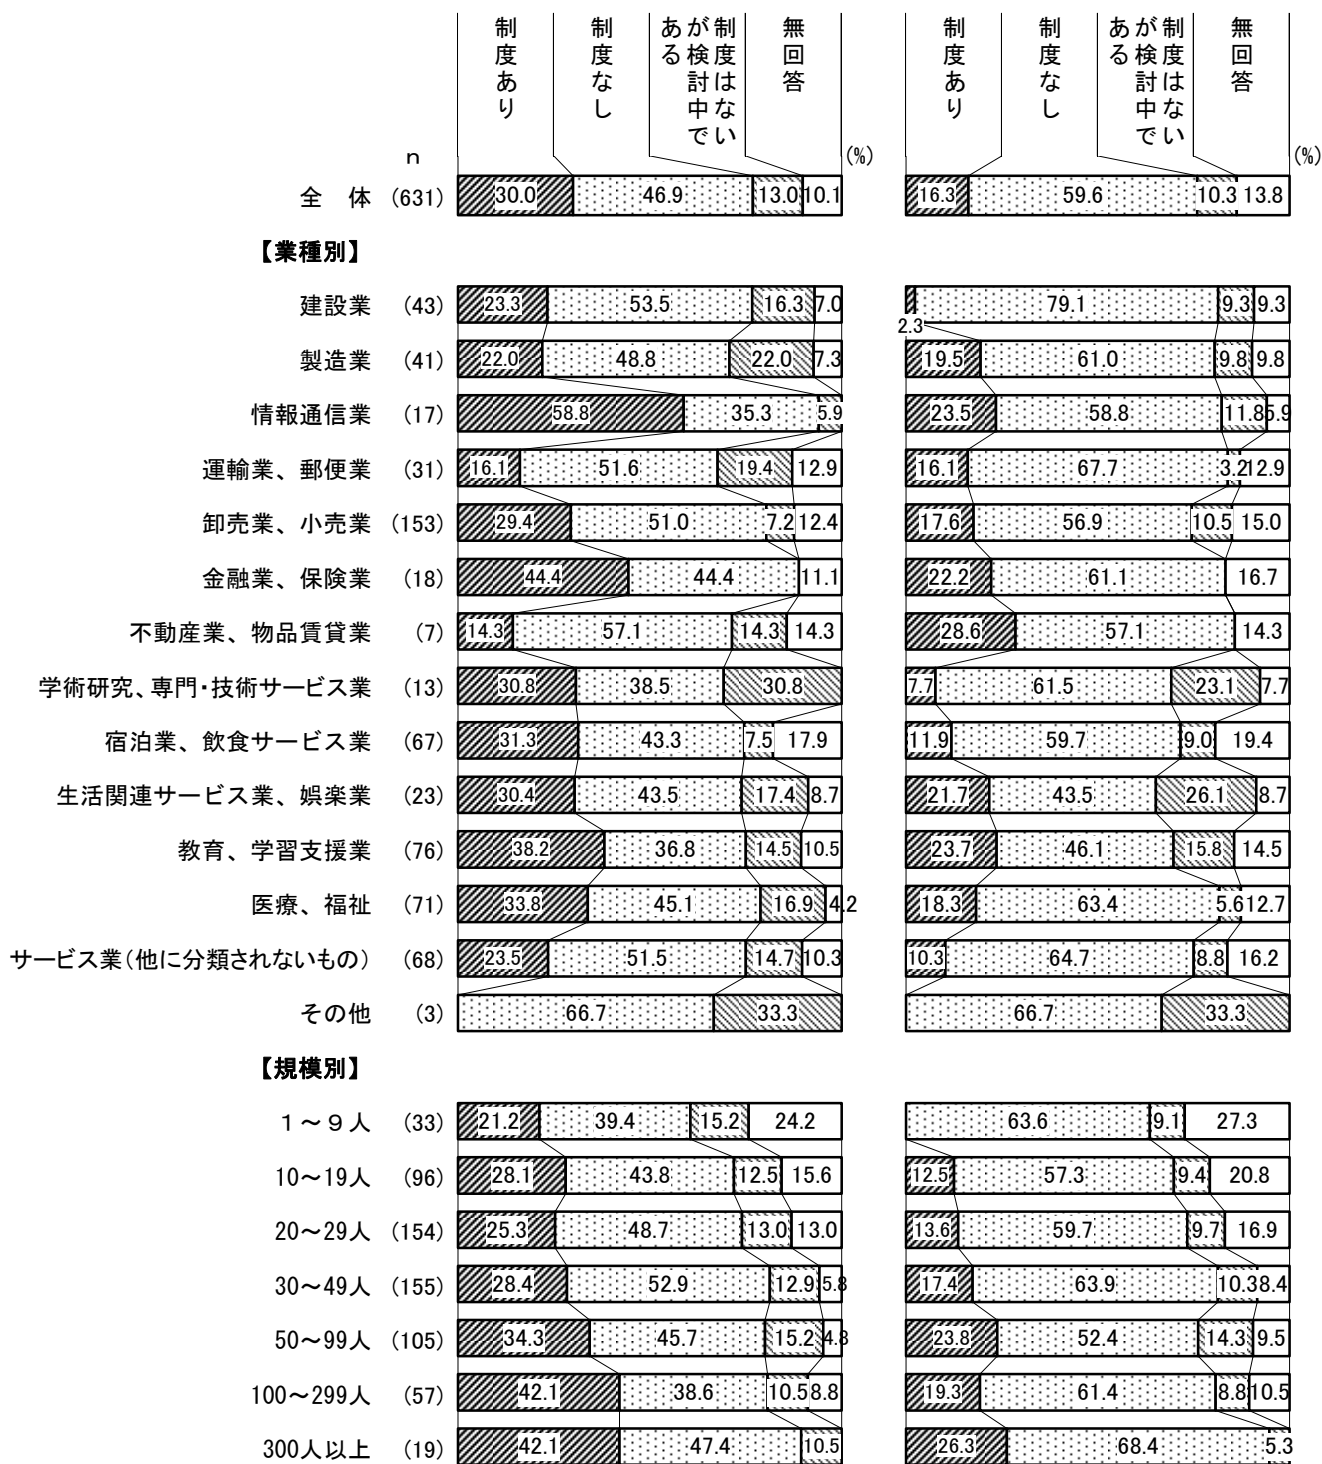 制度あり 制度なし 制度はないが検討中である 無回答 制度あり 制度なし 制度はないが検討中である 無回答
n (%) (%)
全 体 (631) 30.0 46.9 13.0 10.1 16.3 59.6 10.3 13.8
【業種別】
建設業 (43) 23.3 53.5 16.3 7.0 2.3 79.1 9.3 9.3
製造業 (41) 22.0 48.8 22.0 7.3 19.5 61.0 9.8 9.8
情報通信業 (17) 58.8 35.3 5.9 23.5 58.8 11.8 5.9
運輸業、郵便業 (31) 16.1 51.6 19.4 12.9 16.1 67.7 3.2 12.9
卸売業、小売業 (153) 29.4 51.0 7.2 12.4 17.6 56.9 10.5 15.0
金融業、保険業 (18) 44.4 44.4 11.1 22.2 61.1 16.7
不動産業、物品賃貸業 (7) 14.3 57.1 14.3 14.3 28.6 57.1 14.3
学術研究、専門・技術サービス業 (13) 30.8 38.5 30.8 7.7 61.5 23.1 7.7
宿泊業、飲食サービス業 (67) 31.3 43.3 7.5 17.9 11.9 59.7 9.0 19.4
生活関連サービス業、娯楽業 (23) 30.4 43.5 17.4 8.7 21.7 43.5 26.1 8.7
教育、学習支援業 (76) 38.2 36.8 14.5 10.5 23.7 46.1 15.8 14.5
医療、福祉 (71) 33.8 45.1 16.9 4.2 18.3 63.4 5.6 12.7
サービス業(他に分類されないもの) (68) 23.5 51.5 14.7 10.3 10.3 64.7 8.8 16.2
その他 (3) 66.7 33.3 66.7 33.3
【規模別】
1~9人 (33) 21.2 39.4 15.2 24.2 63.6 9.1 27.3
10~19人 (96) 28.1 43.8 12.5 15.6 12.5 57.3 9.4 20.8
20~29人 (154) 25.3 48.7 13.0 13.0 13.6 59.7 9.7 16.9
30~49人 (155) 28.4 52.9 12.9 5.8 17.4 63.9 10.3 8.4
50~99人 (105) 34.3 45.7 15.2 4.8 23.8 52.4 14.3 9.5
100~299人 (57) 42.1 38.6 10.5 8.8 19.3 61.4 8.8 10.5
300人以上 (19) 42.1 47.4 10.5 26.3 68.4 5.3